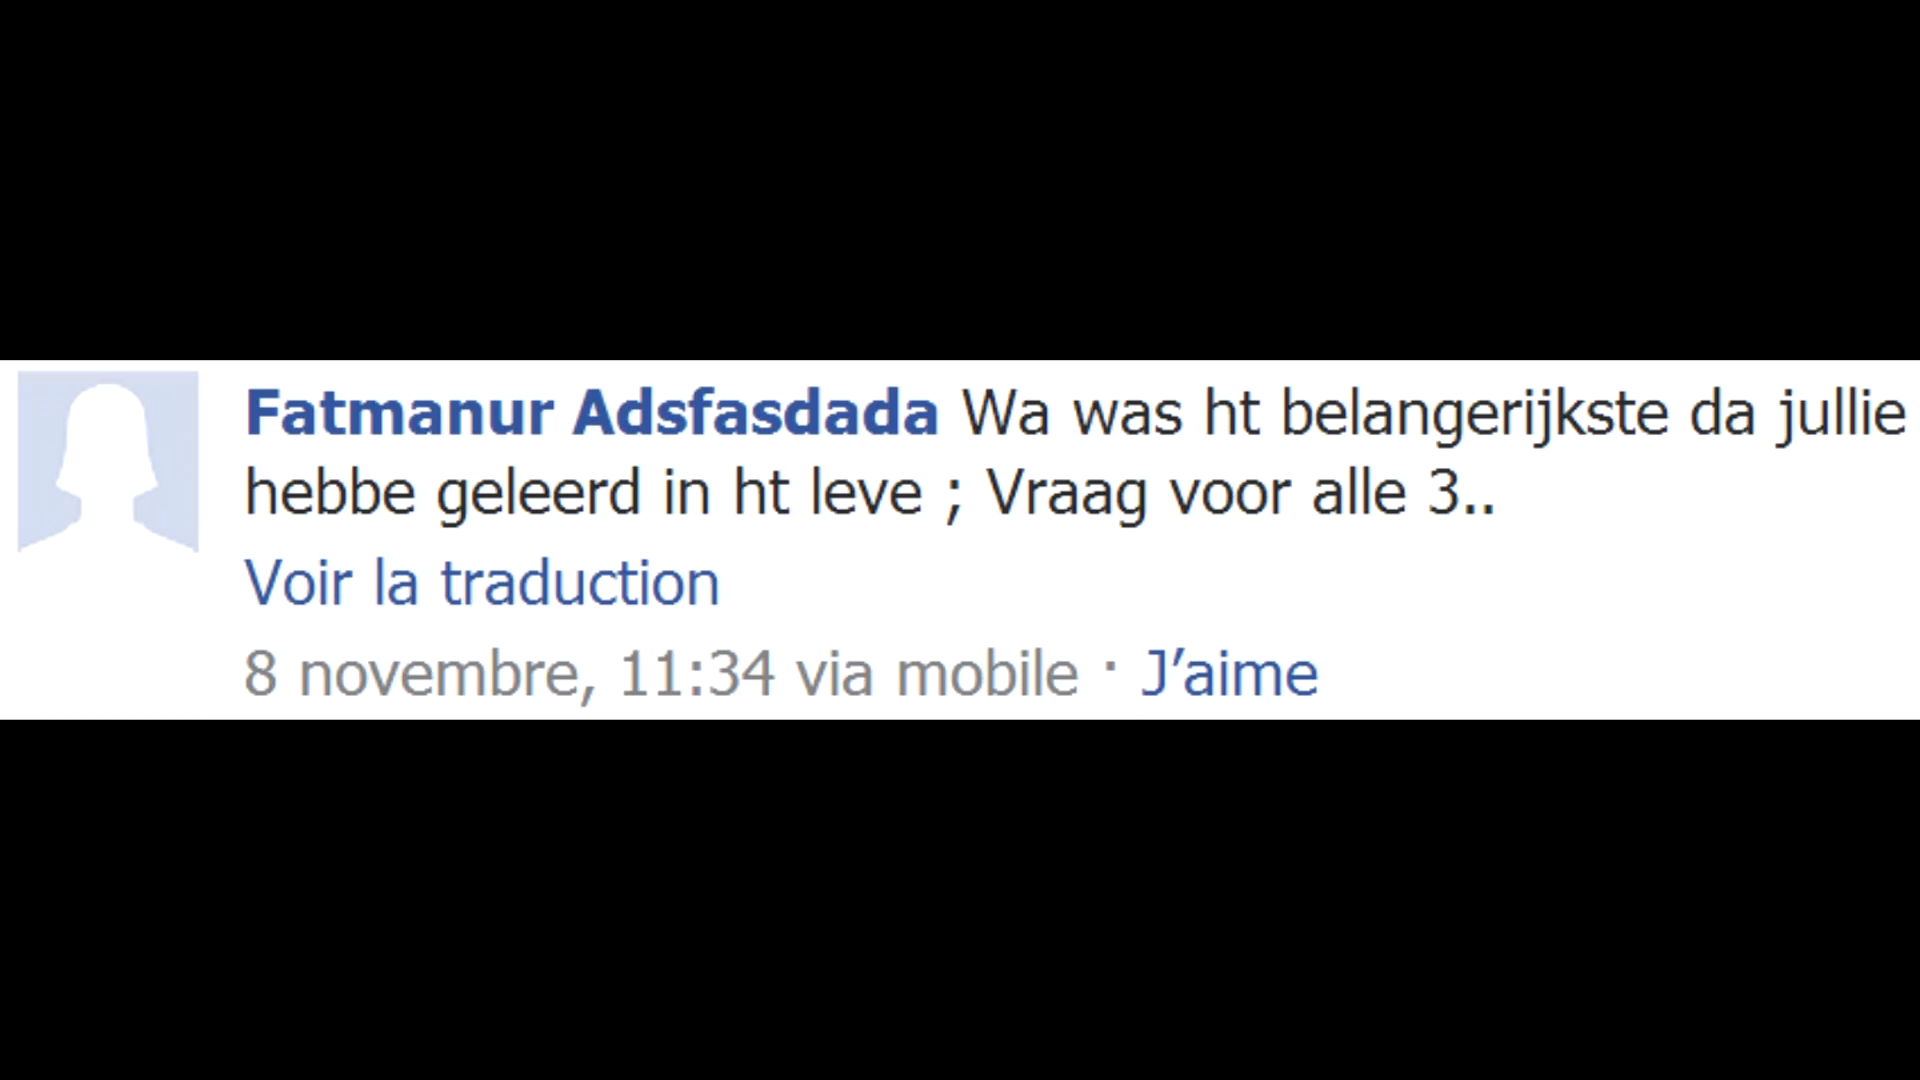 Fatmanur Adsfasdada Wa was ht belangerijkste da jullie
hebbe geleerd in ht leve ; Vraag voor alle 3..
Voir la traduction
8 novembre, 11:34 via mobile · J’aime